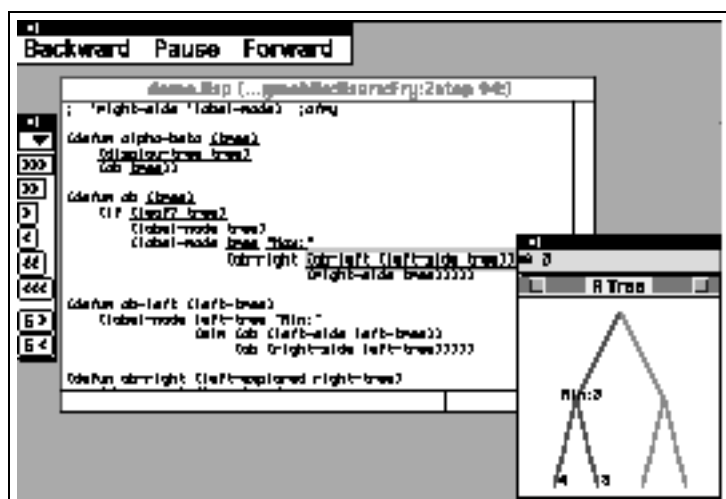 Backward Pause Forward
demo.lsp (...
; 'right-side 'label-node)
(defun alpha-beta (tree)
(display-tree tree)
(ab tree))
(defun ab (tree)
(if (leaf? tree)
(label-node tree)
(label-node tree "Max:"
(ab-right (ab-left (left-side tree))
(right-side tree)))))
(defun ab-left (left-tree)
(label-node left-tree "Min:"
(min (ab (left-side left-tree))
(ab (right-side left-tree)))))
(defun ab-right (left-explored right-tree)
>>>
>>
>
<
<<
<<<
G >
G <
A Tree
Min:3
4 3